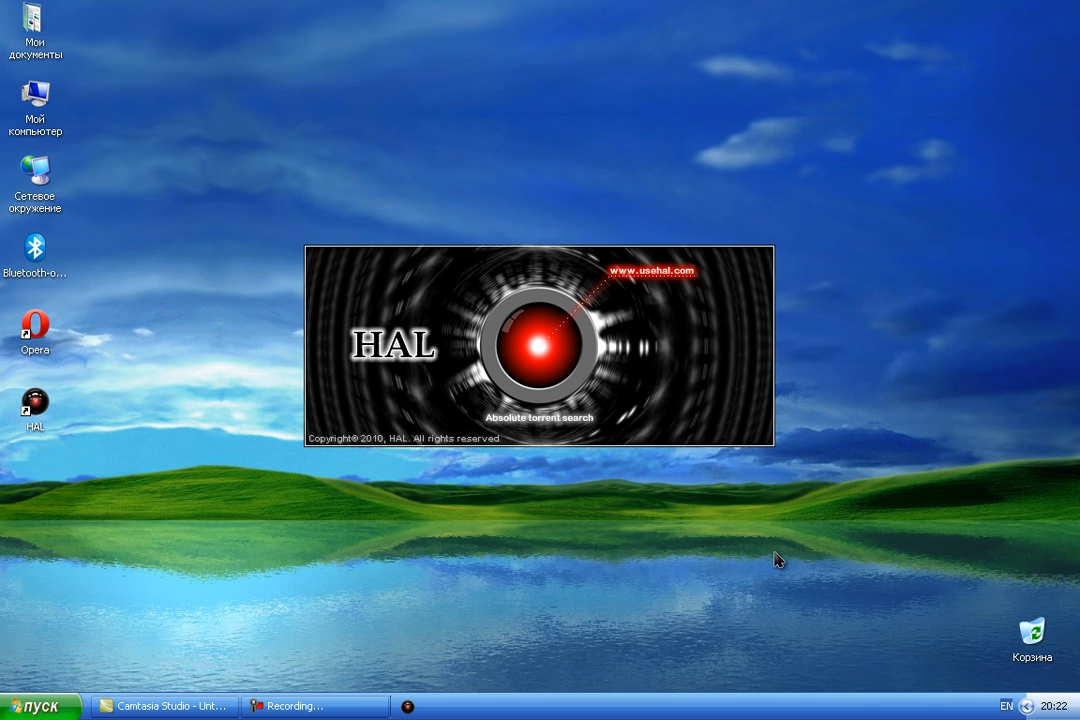 Мои
документы
Мой
компьютер
Сетевое
окружение
Bluetooth-о...
Opera
HAL
www.usehal.com
HAL
Absolute torrent search
Copyright© 2010, HAL. All rights reserved
Корзина
пуск
Camtasia Studio - Unt...
Recording...
EN
20:22